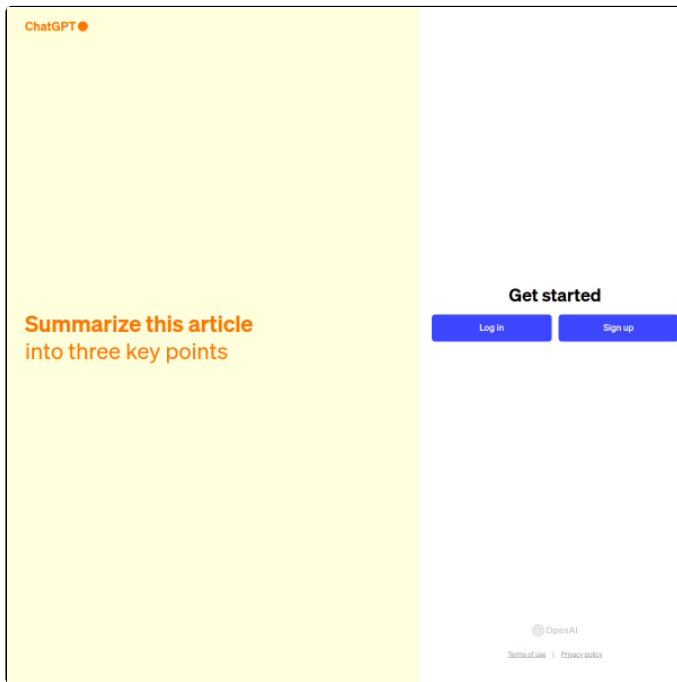 ChatGPT
Summarize this article
into three key points
Get started
Log in
Sign up
OpenAI
Terms of use | Privacy policy